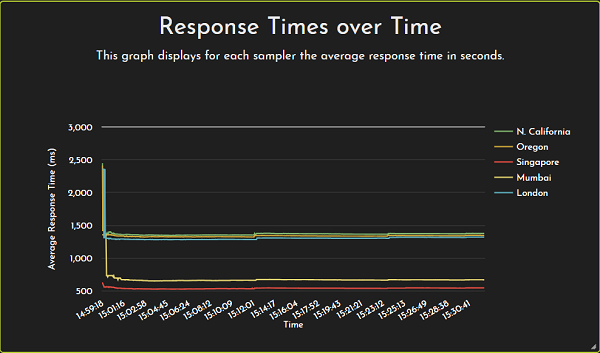 Response Times over Time
This graph displays for each sampler the average response time in seconds.
Average Response Time (ms)
3,000
2,500
2,000
1,500
1,000
500
14:59:18
15:01:16
15:02:58
15:04:45
15:06:24
15:08:12
15:10:09
15:12:01
15:14:17
15:16:04
15:17:52
15:19:43
15:21:21
15:23:12
15:25:13
15:26:49
15:28:38
15:30:41
Time
N. California
Oregon
Singapore
Mumbai
London